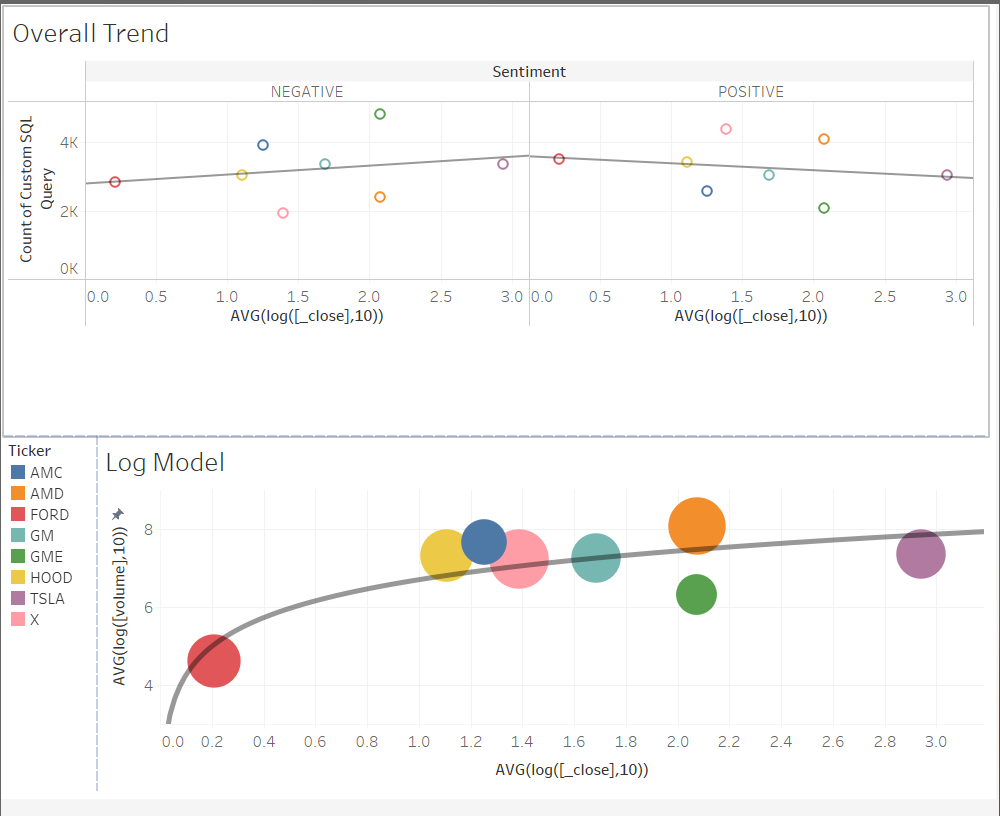 Overall Trend
Sentiment
NEGATIVE POSITIVE
Count of Custom SQL
Query
4K
2K
0K
0.0 0.5 1.0 1.5 2.0 2.5 3.0 0.0 0.5 1.0 1.5 2.0 2.5 3.0
AVG(log([_close],10)) AVG(log([_close],10))
Ticker
AMC
AMD
FORD
GM
GME
HOOD
TSLA
X
Log Model
AVG(log([volume],10))
8
6
4
0.0 0.2 0.4 0.6 0.8 1.0 1.2 1.4 1.6 1.8 2.0 2.2 2.4 2.6 2.8 3.0
AVG(log([_close],10))